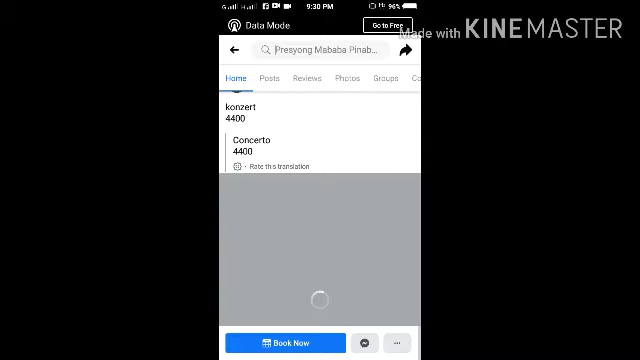 G H 9:30 PM 96%
Data Mode Go to Free
Made with KINEMASTER
Presyong Mababa Pinab...
Home Posts Reviews Photos Groups Co
konzert
4400
Concerto
4400
· Rate this translation
Book Now ...